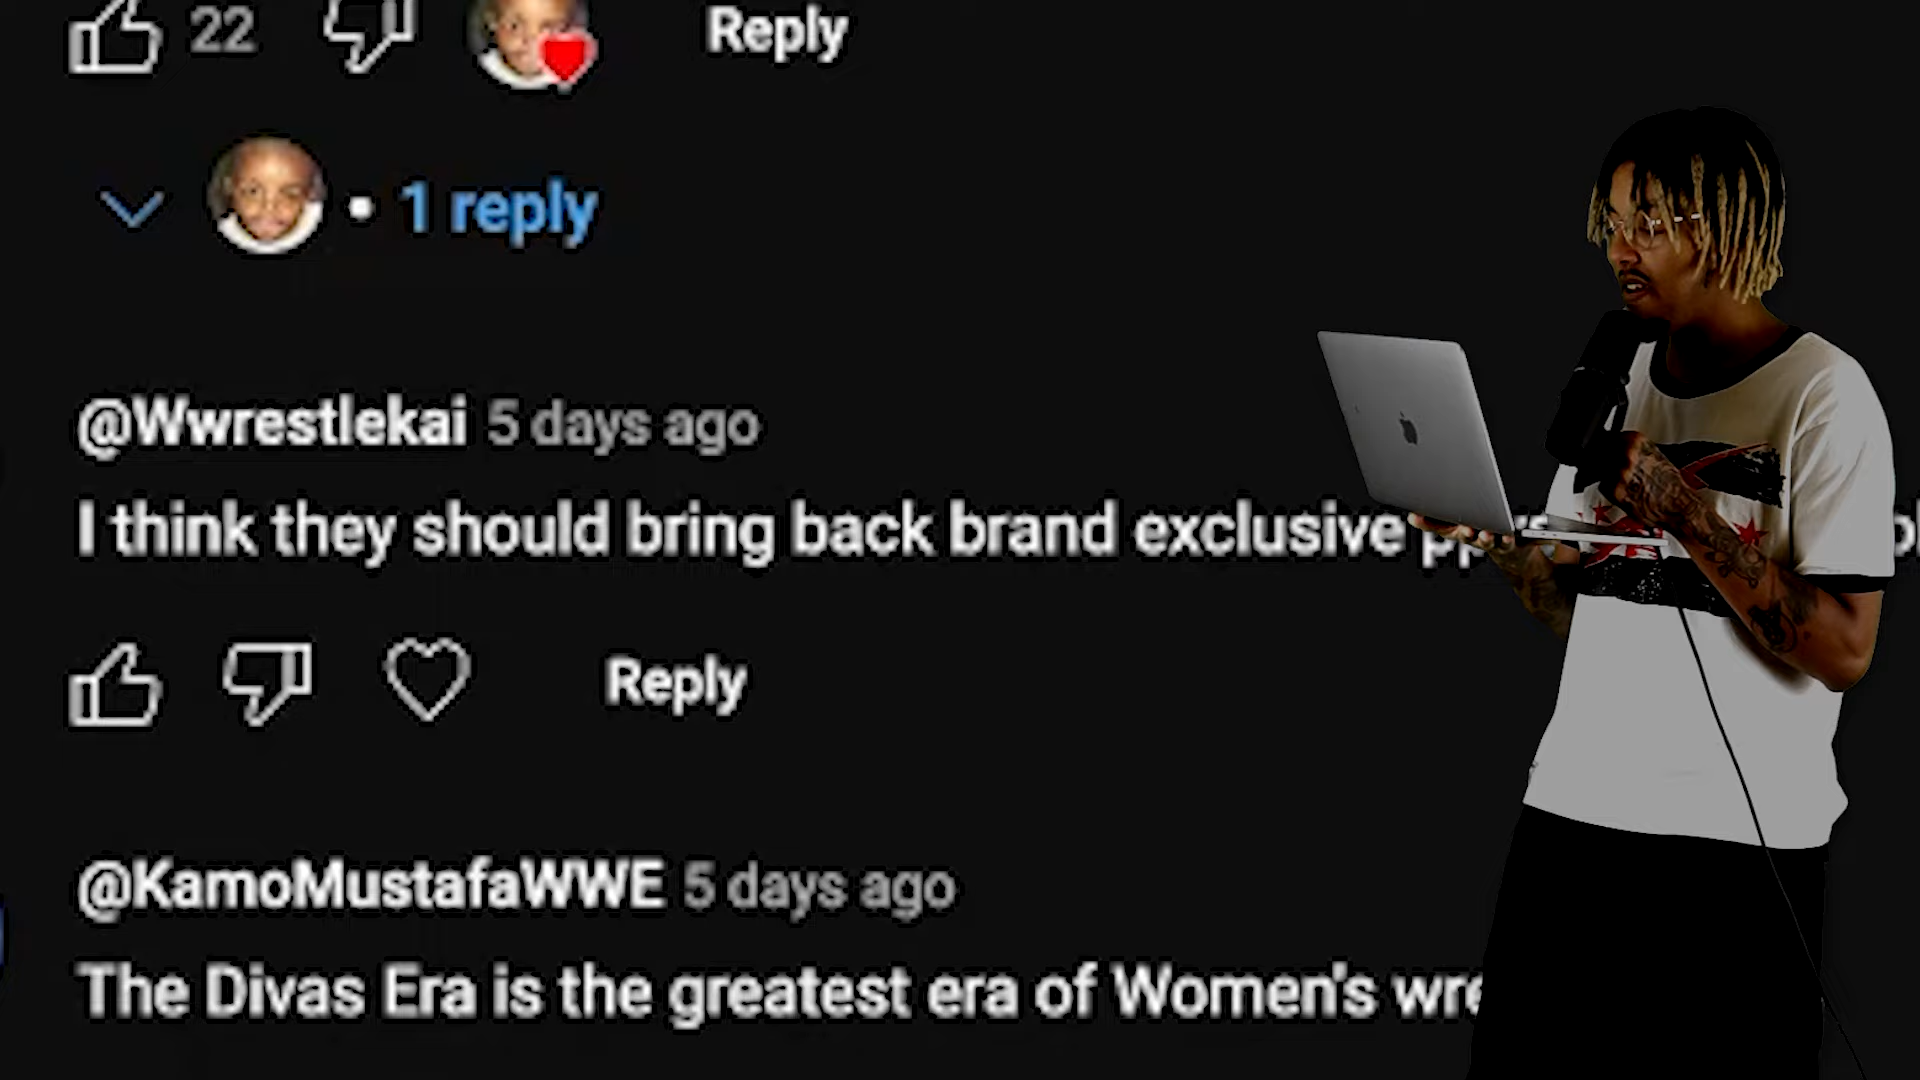 22 Reply
• 1 reply
@Wwrestlekai 5 days ago
I think they should bring back brand exclusive
Reply
@KamoMustafaWWE 5 days ago
The Divas Era is the greatest era of Women's